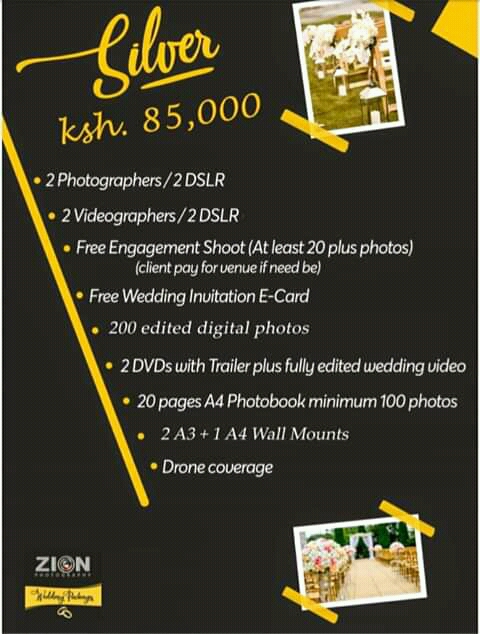 Silver
ksh. 85,000
2 Photographers/2 DSLR
2 Videographers/2 DSLR
Free Engagement Shoot (At least 20 plus photos)
(client pay for venue if need be)
Free Wedding Invitation E-Card
200 edited digital photos
2 DVDs with Trailer plus fully edited wedding video
20 pages A4 Photobook minimum 100 photos
2 A3 + 1 A4 Wall Mounts
Drone coverage
ZION
PHOTOGRAPHY
Wedding Packages